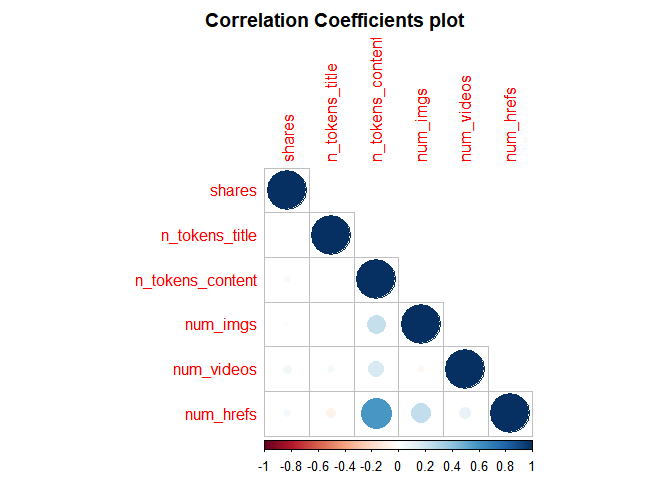 Correlation Coefficients plot
shares
n_tokens_title
n_tokens_content
num_imgs
num_videos
num_hrefs
shares
n_tokens_title
n_tokens_content
num_imgs
num_videos
num_hrefs
-1 -0.8 -0.6 -0.4 -0.2 0 0.2 0.4 0.6 0.8 1